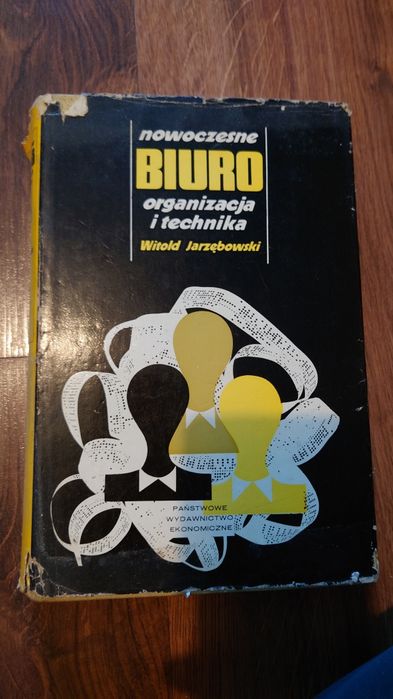 nowoczesne
BIURO
organizacja
i technika
Witold Jarzębowski
PAŃSTWOWE
WYDAWNICTWO
EKONOMICZNE